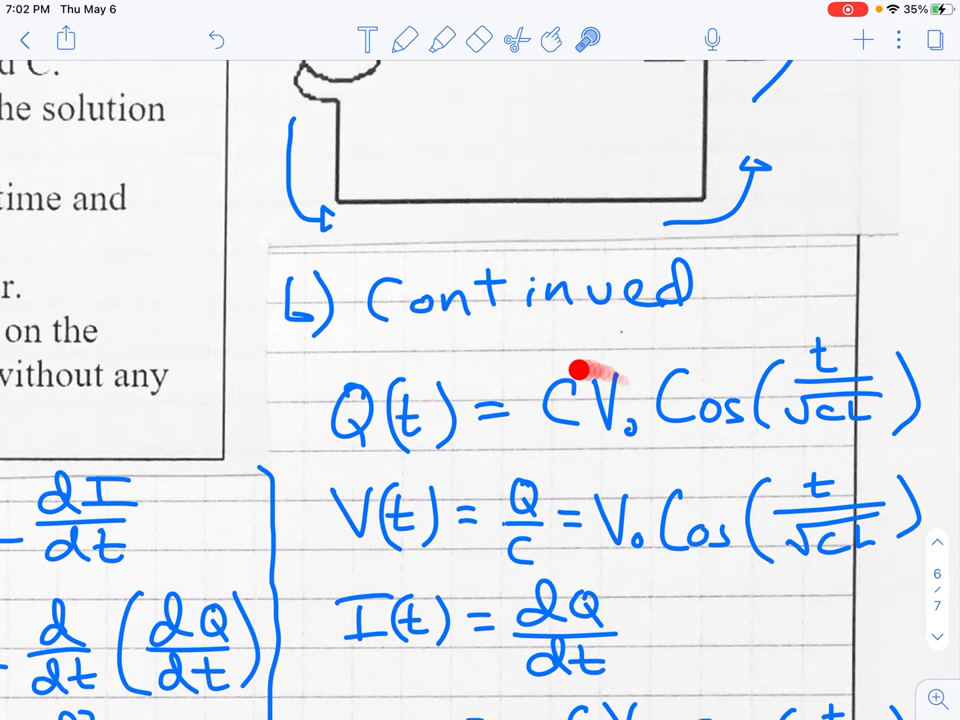 7:02 PM Thu May 6
35%
d C.
he solution
time and
r.
on the
without any
b) Continued
Q(t) = CV₀ Cos(t/√CL)
V(t) = Q/C = V₀ Cos(t/√CL)
I(t) = dQ/dt
- dI/dt
- d/dt (dQ/dt)
6
/
7